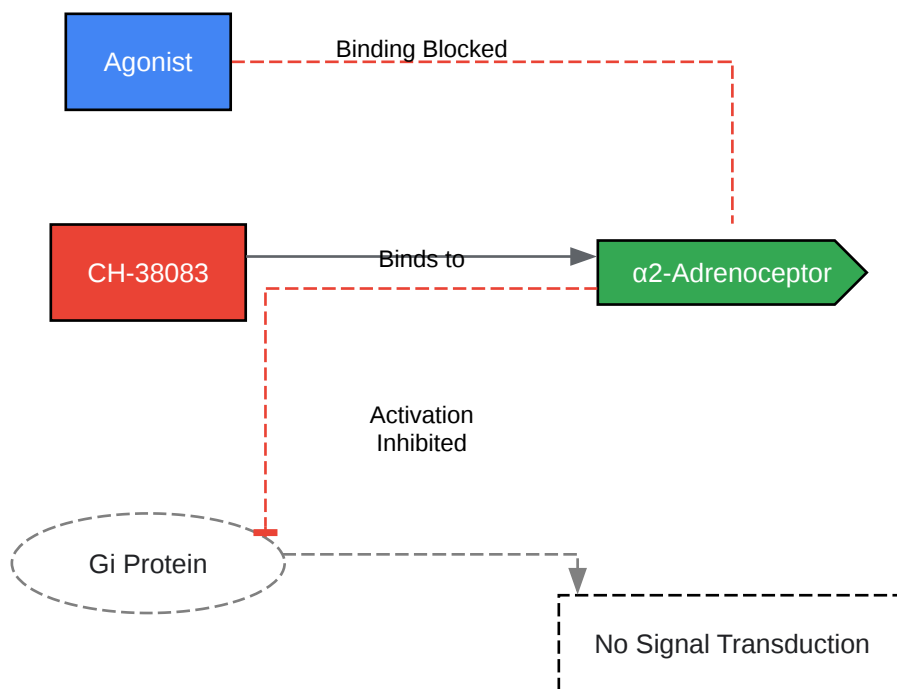 Agonist
Binding Blocked
CH-38083
Binds to
α2-Adrenoceptor
Activation
Inhibited
Gi Protein
No Signal Transduction